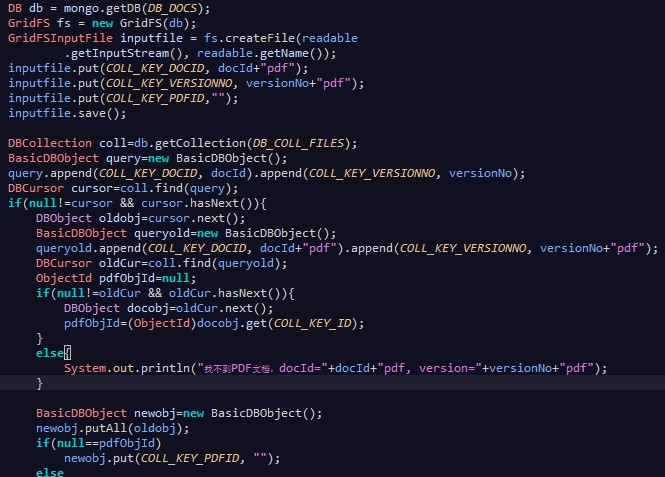 DB db = mongo.getDB(DB_DOCS);
GridFS fs = new GridFS(db);
GridFSInputFile inputfile = fs.createFile(readable
        .getInputStream(), readable.getName());
inputfile.put(COLL_KEY_DOCID, docId+"pdf");
inputfile.put(COLL_KEY_VERSIONNO, versionNo+"pdf");
inputfile.put(COLL_KEY_PDFID,"");
inputfile.save();

DBCollection coll=db.getCollection(DB_COLL_FILES);
BasicDBObject query=new BasicDBObject();
query.append(COLL_KEY_DOCID, docId).append(COLL_KEY_VERSIONNO, versionNo);
DBCursor cursor=coll.find(query);
if(null!=cursor && cursor.hasNext()){
    DBObject oldobj=cursor.next();
    BasicDBObject queryold=new BasicDBObject();
    queryold.append(COLL_KEY_DOCID, docId+"pdf").append(COLL_KEY_VERSIONNO, versionNo+"pdf");
    DBCursor oldCur=coll.find(queryold);
    ObjectId pdfObjId=null;
    if(null!=oldCur && oldCur.hasNext()){
        DBObject docobj=oldCur.next();
        pdfObjId=(ObjectId)docobj.get(COLL_KEY_ID);
    }
    else{
        System.out.println("找不到PDF文档，docId="+docId+"pdf, version="+versionNo+"pdf");
    }

    BasicDBObject newobj=new BasicDBObject();
    newobj.putAll(oldobj);
    if(null==pdfObjId)
        newobj.put(COLL_KEY_PDFID, "");
    else